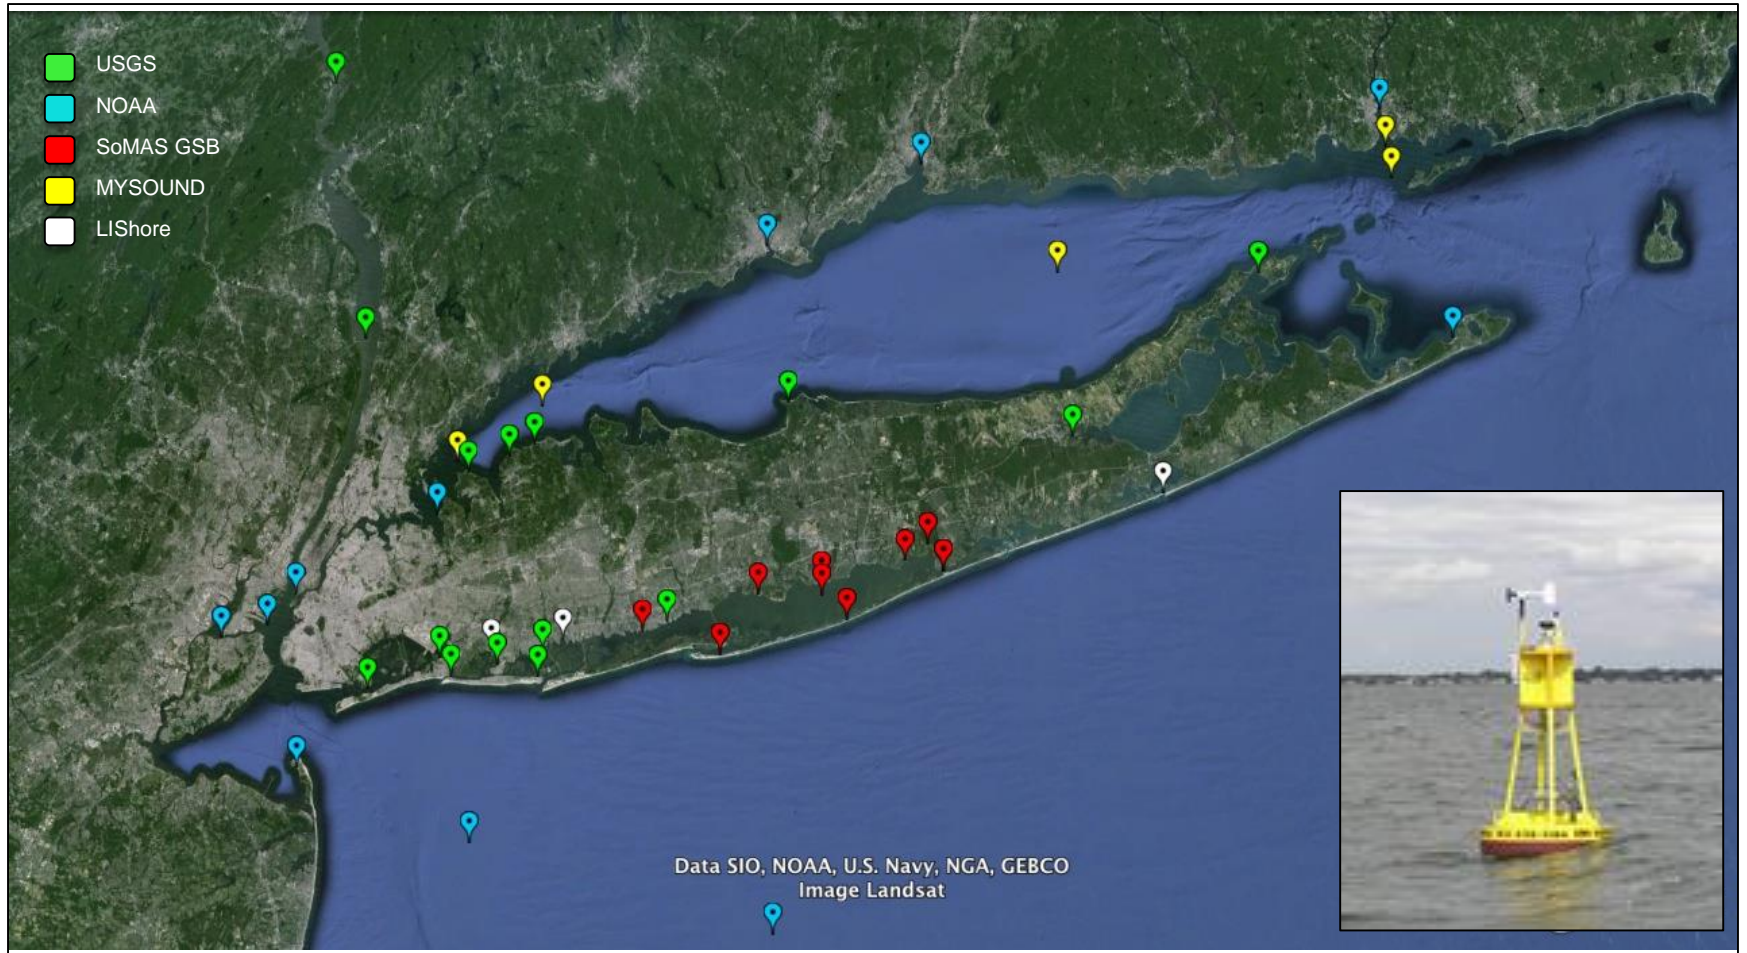 USGS
NOAA
SoMAS GSB
MYSOUND
LIShore
Data SIO, NOAA, U.S. Navy, NGA, GEBCO
Image Landsat